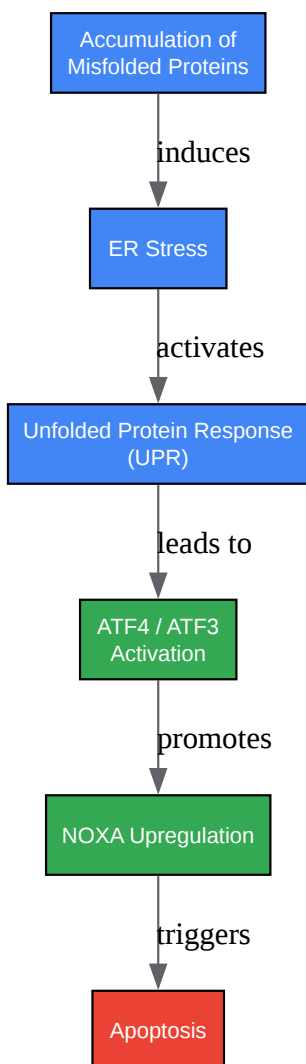 Accumulation of
Misfolded Proteins
induces
ER Stress
activates
Unfolded Protein Response
(UPR)
leads to
ATF4 / ATF3
Activation
promotes
NOXA Upregulation
triggers
Apoptosis